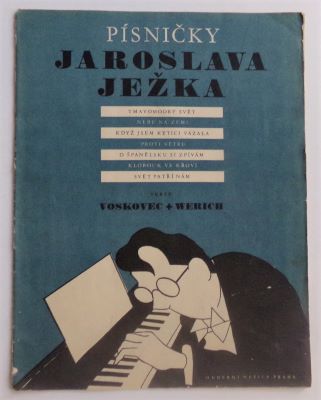 PÍSNIČKY
JAROSLAVA
JEŽKA
TMAVOMODRÝ SVĚT
NEBE NA ZEMI
KDYŽ JSEM KYTICI VÁZALA
PROTI VĚTRU
O ŠPANĚLSKU SI ZPÍVÁM
KLOBOUK VE KŘOVÍ
SVĚT PATŘÍ NÁM
TEXTY
VOSKOVEC + WERICH
HUDEBNÍ MATICE PRAHA